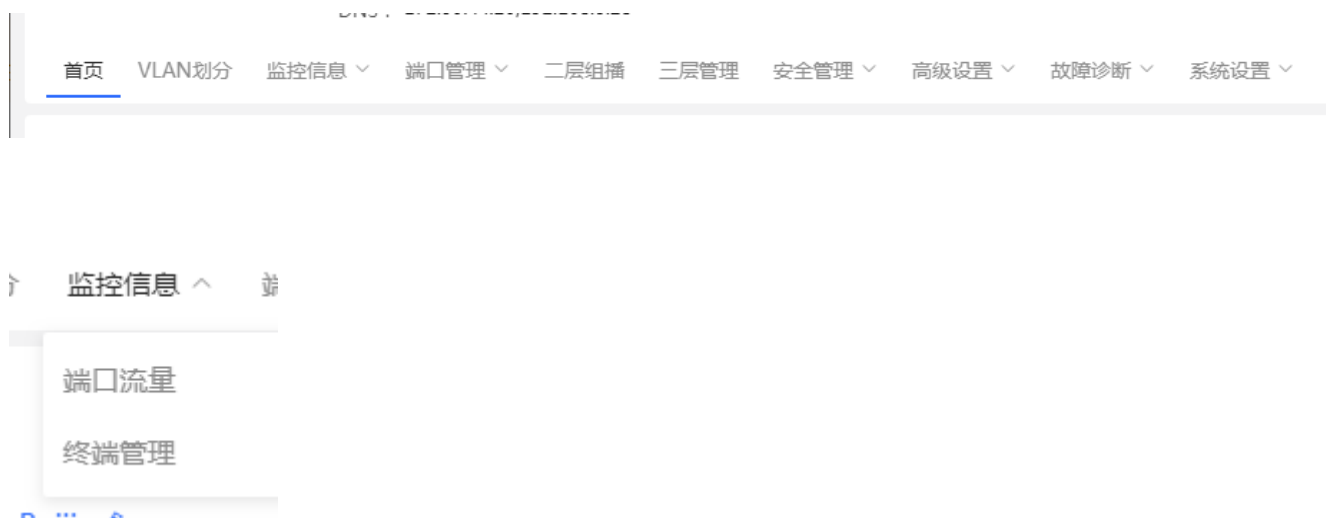 首页 VLAN划分 监控信息 端口管理 二层组播 三层管理 安全管理 高级设置 故障诊断 系统设置
监控信息
端口流量
终端管理